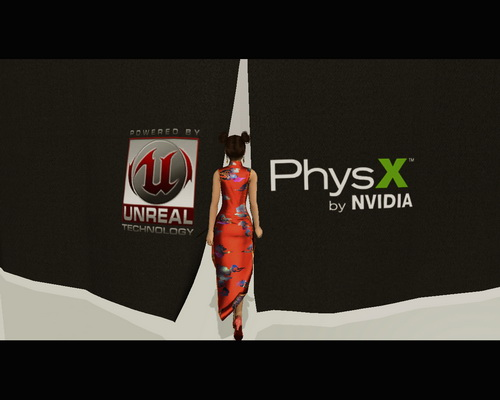 POWERED BY
UNREAL
TECHNOLOGY
PhysX™
by NVIDIA